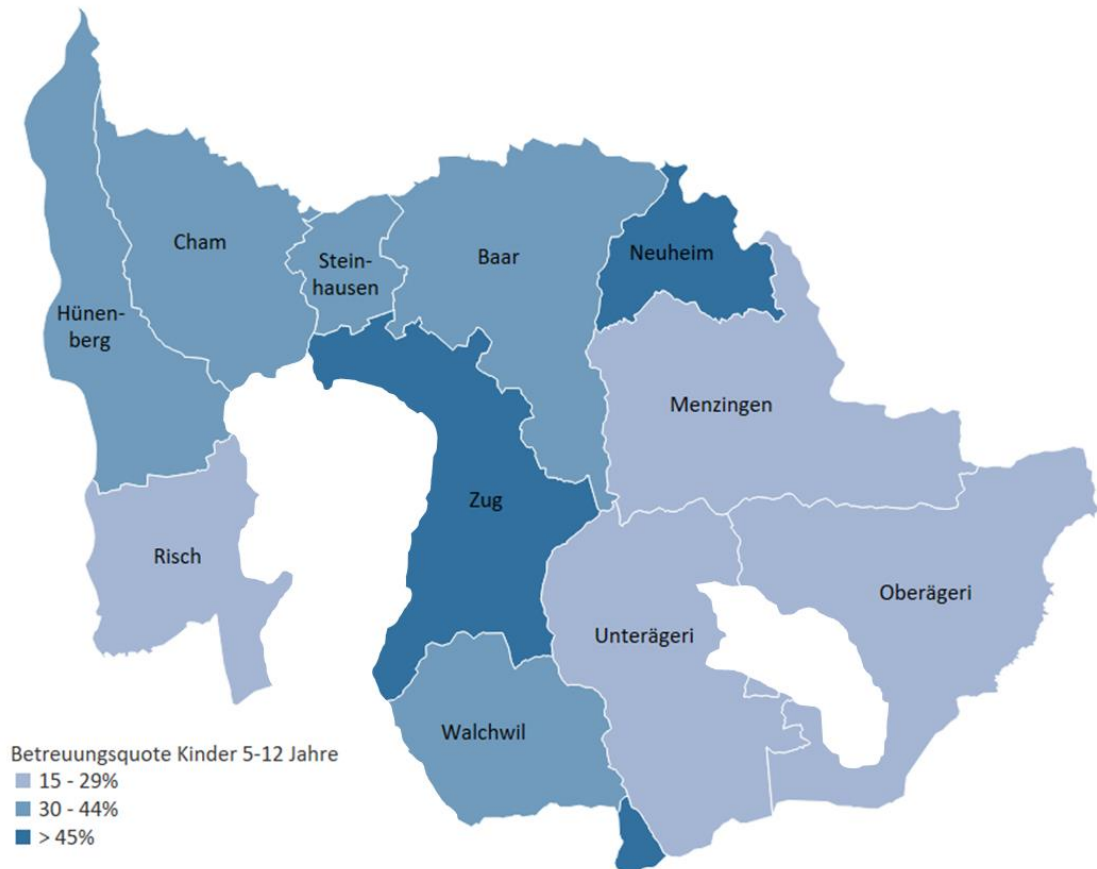 Cham
Stein-
hausen
Baar
Neuheim
Hünen-
berg
Menzingen
Zug
Risch
Oberägeri
Unterägeri
Walchwil
Betreuungsquote Kinder 5-12 Jahre
15 - 29%
30 - 44%
> 45%